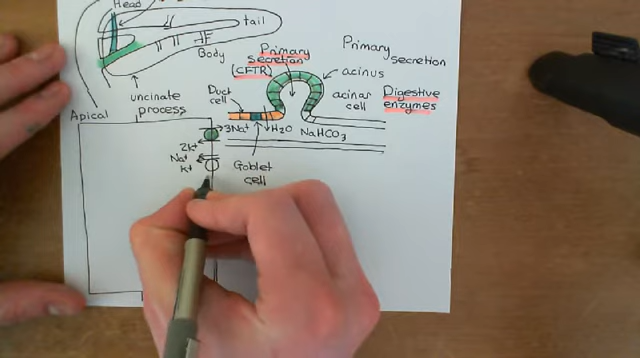 Head
tail
Body
uncinate
process
Apical
Primary
secretion
(CFTR)
Duct
cell
Primary
secretion
acinus
acinar
cell
Digestive
enzymes
3Na+
H2O
NaHCO3
2K+
Na+
K+
Goblet
cell